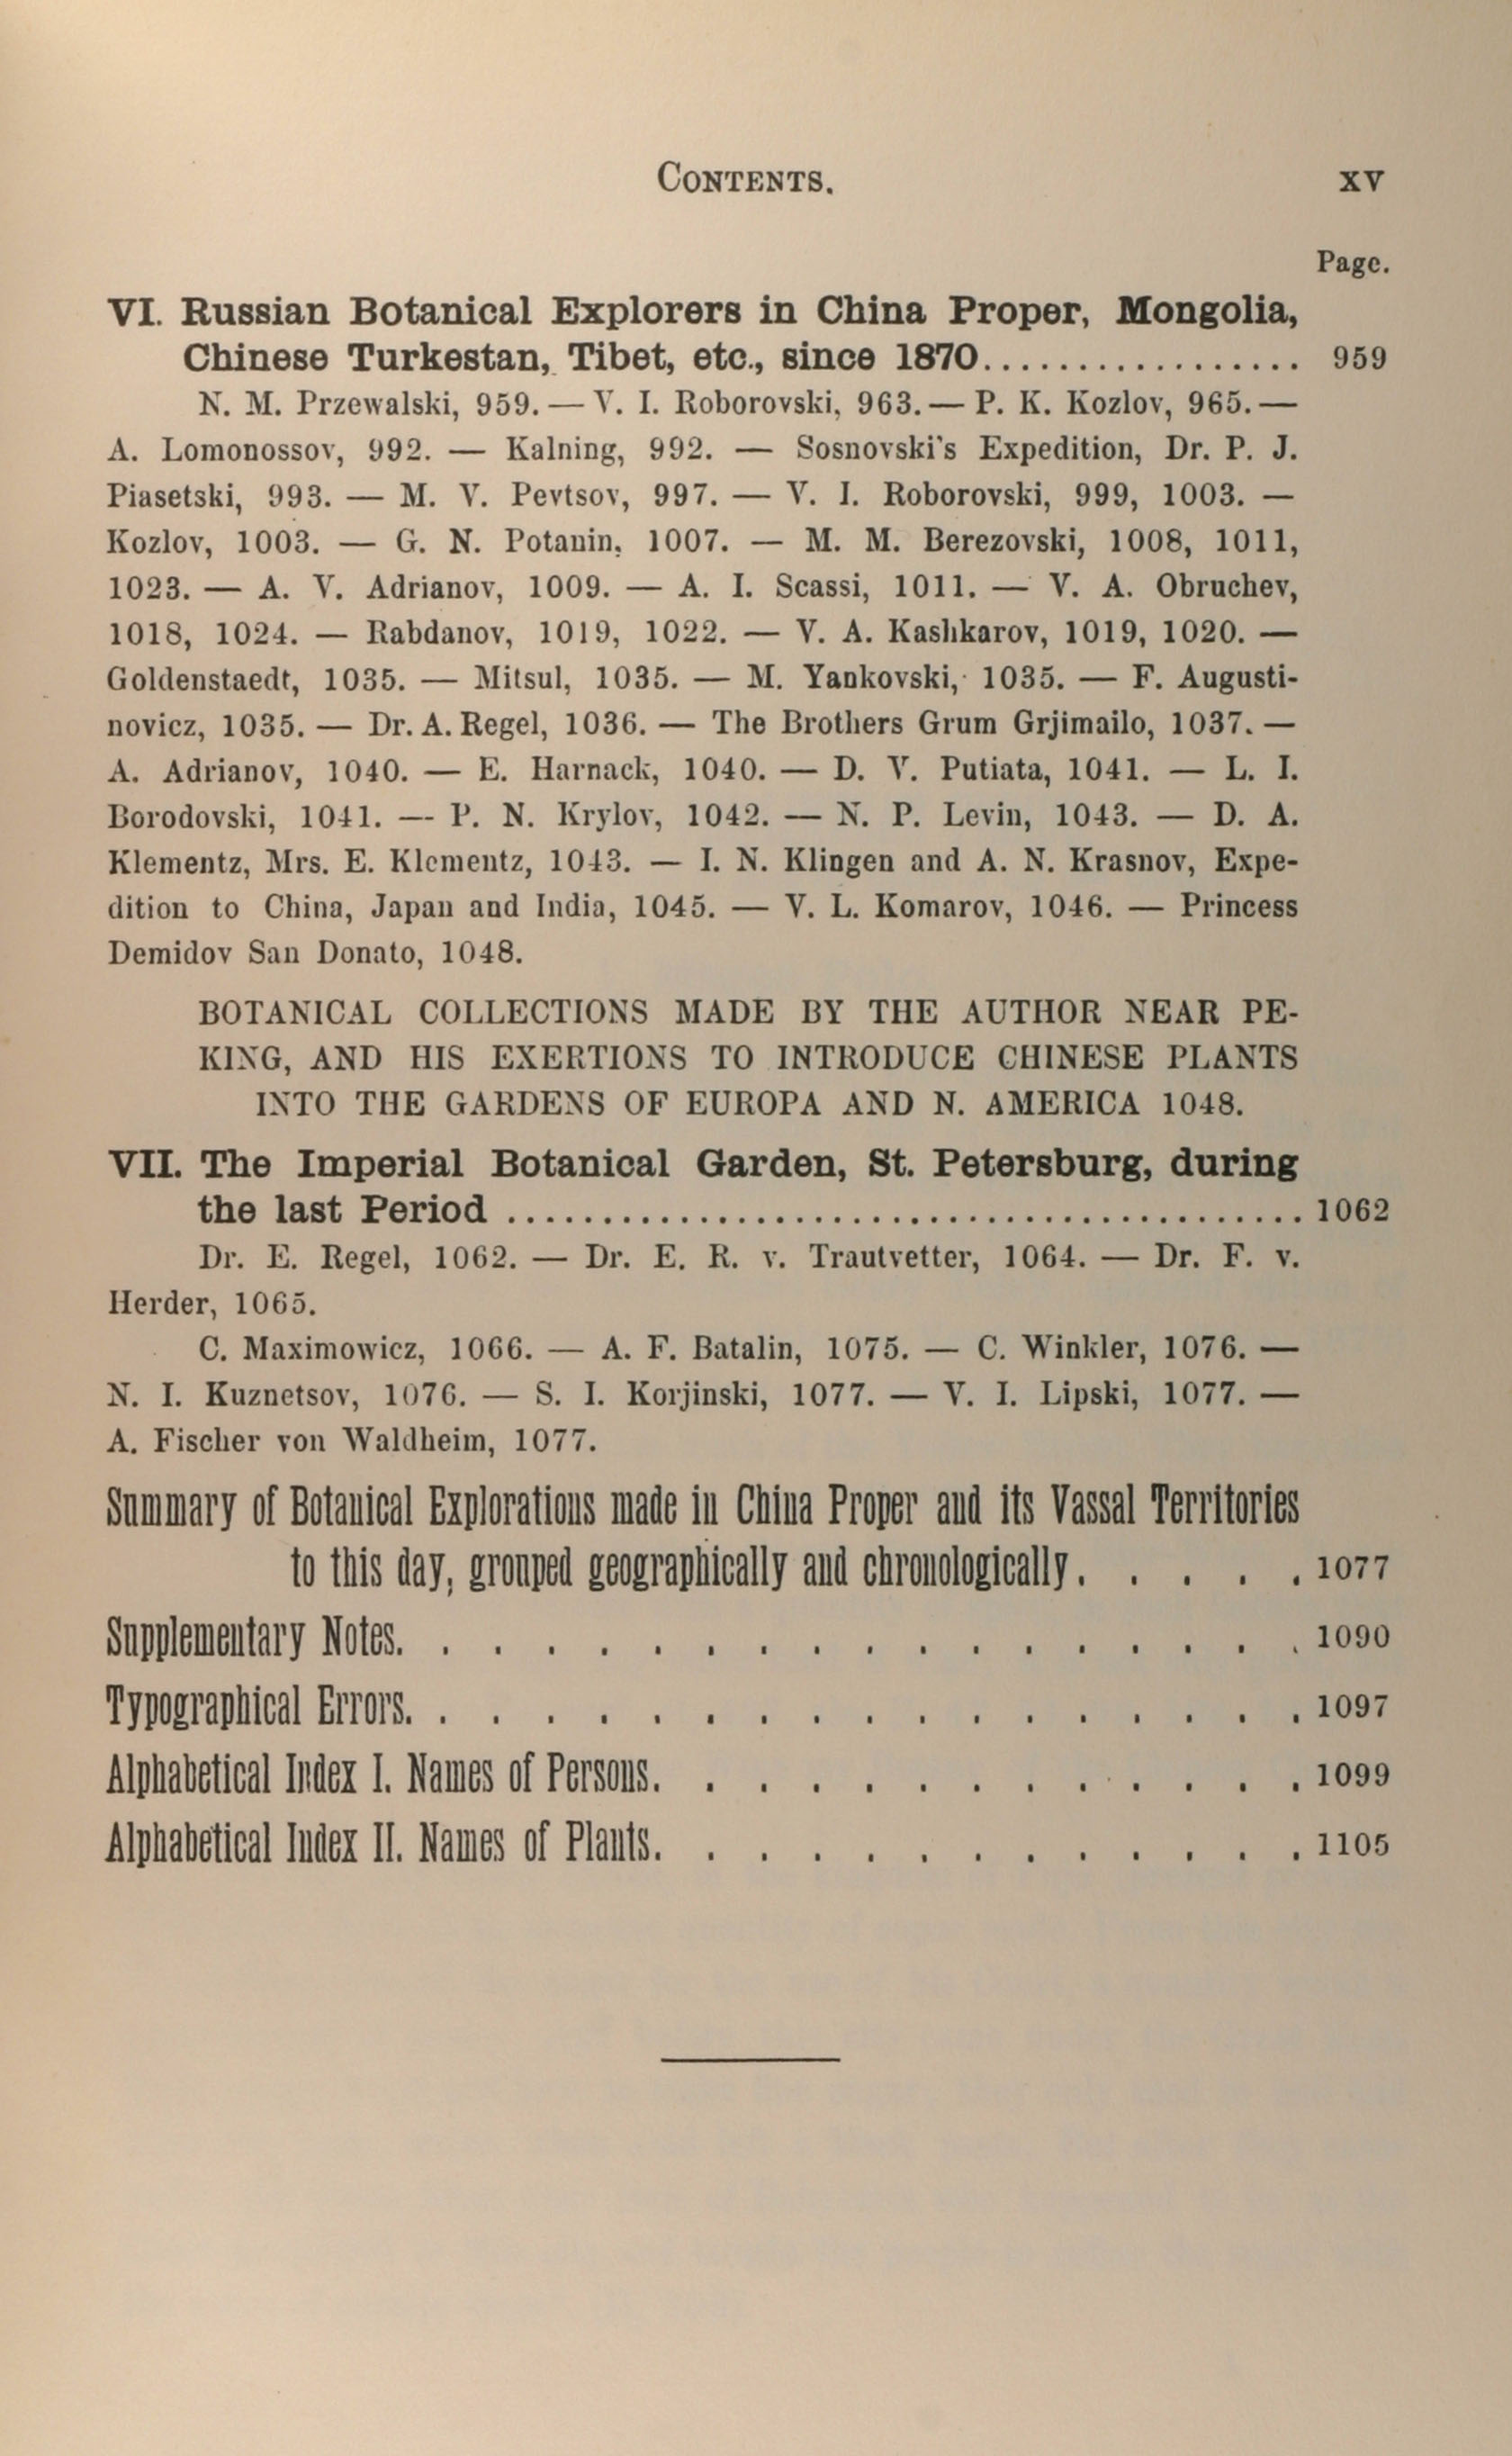 CONTENTS. XV
Page.
VI. Russian Botanical Explorers in China Proper, Mongolia,
Chinese Turkestan, Tibet, etc., since 1870................. 959
N. M. Przewalski, 959. — V. I. Roborovski, 963. — P. K. Kozlov, 965. —
A. Lomonossov, 992. — Kalning, 992. — Sosnovski's Expedition, Dr. P. J.
Piasetski, 993. — M. V. Pevtsov, 997. — V. I. Roborovski, 999, 1003. —
Kozlov, 1003. — G. N. Potanin, 1007. — M. M. Berezovski, 1008, 1011,
1023. — A. V. Adrianov, 1009. — A. I. Scassi, 1011. — V. A. Obruchev,
1018, 1024. — Rabdanov, 1019, 1022. — V. A. Kashkarov, 1019, 1020. —
Goldenstaedt, 1035. — Mitsul, 1035. — M. Yankovski, 1035. — F. Augusti-
novicz, 1035. — Dr. A. Regel, 1036. — The Brothers Grum Grjimailo, 1037. —
A. Adrianov, 1040. — E. Harnack, 1040. — D. V. Putiata, 1041. — L. I.
Borodovski, 1041. — P. N. Krylov, 1042. — N. P. Levin, 1043. — D. A.
Klementz, Mrs. E. Klementz, 1043. — I. N. Klingen and A. N. Krasnov, Expe-
dition to China, Japan and India, 1045. — V. L. Komarov, 1046. — Princess
Demidov San Donato, 1048.
BOTANICAL COLLECTIONS MADE BY THE AUTHOR NEAR PE-
KING, AND HIS EXERTIONS TO INTRODUCE CHINESE PLANTS
INTO THE GARDENS OF EUROPA AND N. AMERICA 1048.
VII. The Imperial Botanical Garden, St. Petersburg, during
the last Period .......................................... 1062
Dr. E. Regel, 1062. — Dr. E. R. v. Trautvetter, 1064. — Dr. F. v.
Herder, 1065.
C. Maximowicz, 1066. — A. F. Batalin, 1075. — C. Winkler, 1076. —
N. I. Kuznetsov, 1076. — S. I. Korjinski, 1077. — V. I. Lipski, 1077. —
A. Fischer von Waldheim, 1077.
Summary of Botanical Explorations made in China Proper and its Vassal Territories
to this day, grouped geographically and chronologically. . . . . . 1077
Supplementary Notes. . . . . . . . . . . . . . . . . . 1090
Typographical Errors. . . . . . . . . . . . . . . . . . 1097
Alphabetical Index I. Names of Persons. . . . . . . . . . . . . 1099
Alphabetical Index II. Names of Plants. . . . . . . . . . . . . 1105